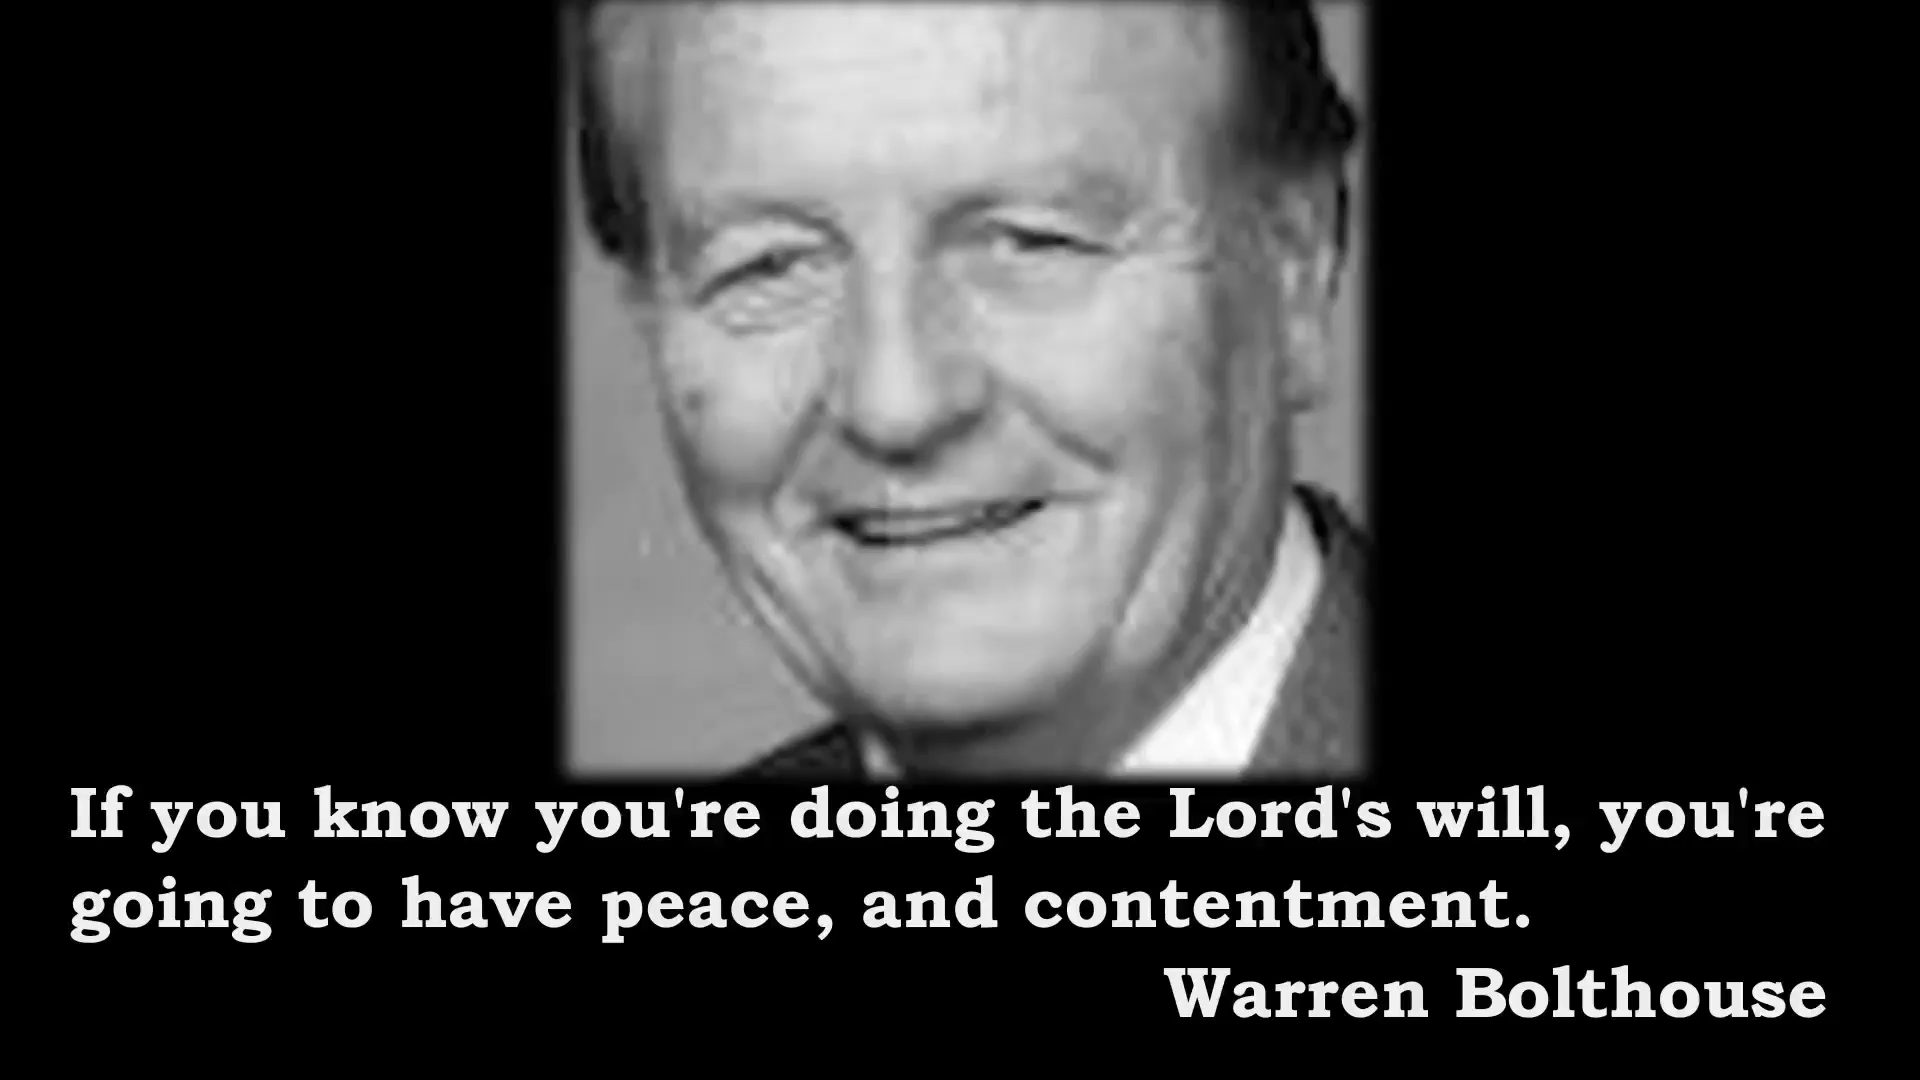 If you know you're doing the Lord's will, you're
going to have peace, and contentment.
Warren Bolthouse